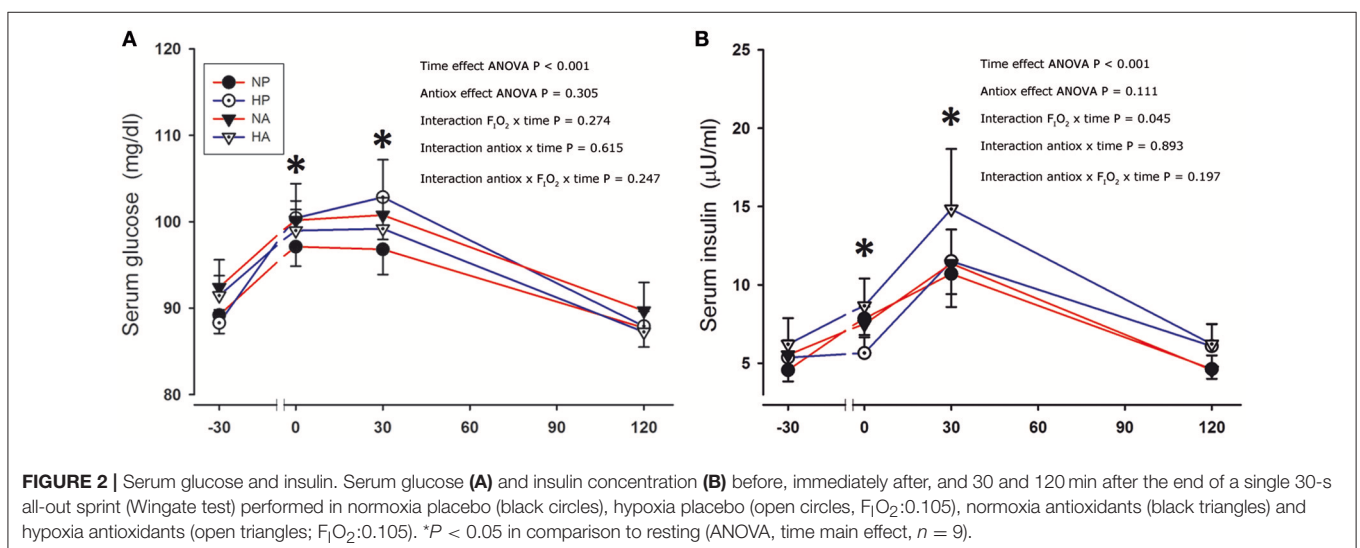 A
120
110
100
90
80
Serum glucose (mg/dl)
NP
HP
NA
HA
Time effect ANOVA P < 0.001
Antiox effect ANOVA P = 0.305
Interaction FIO2 x time P = 0.274
Interaction antiox x time P = 0.615
Interaction antiox x FIO2 x time P = 0.247
*
*
-30 0 30 60 90 120
B
25
20
15
10
5
Serum insulin (μU/ml)
Time effect ANOVA P < 0.001
Antiox effect ANOVA P = 0.111
Interaction FIO2 x time P = 0.045
Interaction antiox x time P = 0.893
Interaction antiox x FIO2 x time P = 0.197
*
*
-30 0 30 60 90 120
FIGURE 2 | Serum glucose and insulin. Serum glucose (A) and insulin concentration (B) before, immediately after, and 30 and 120 min after the end of a single 30-s
all-out sprint (Wingate test) performed in normoxia placebo (black circles), hypoxia placebo (open circles, FIO2:0.105), normoxia antioxidants (black triangles) and
hypoxia antioxidants (open triangles; FIO2:0.105). *P < 0.05 in comparison to resting (ANOVA, time main effect, n = 9).